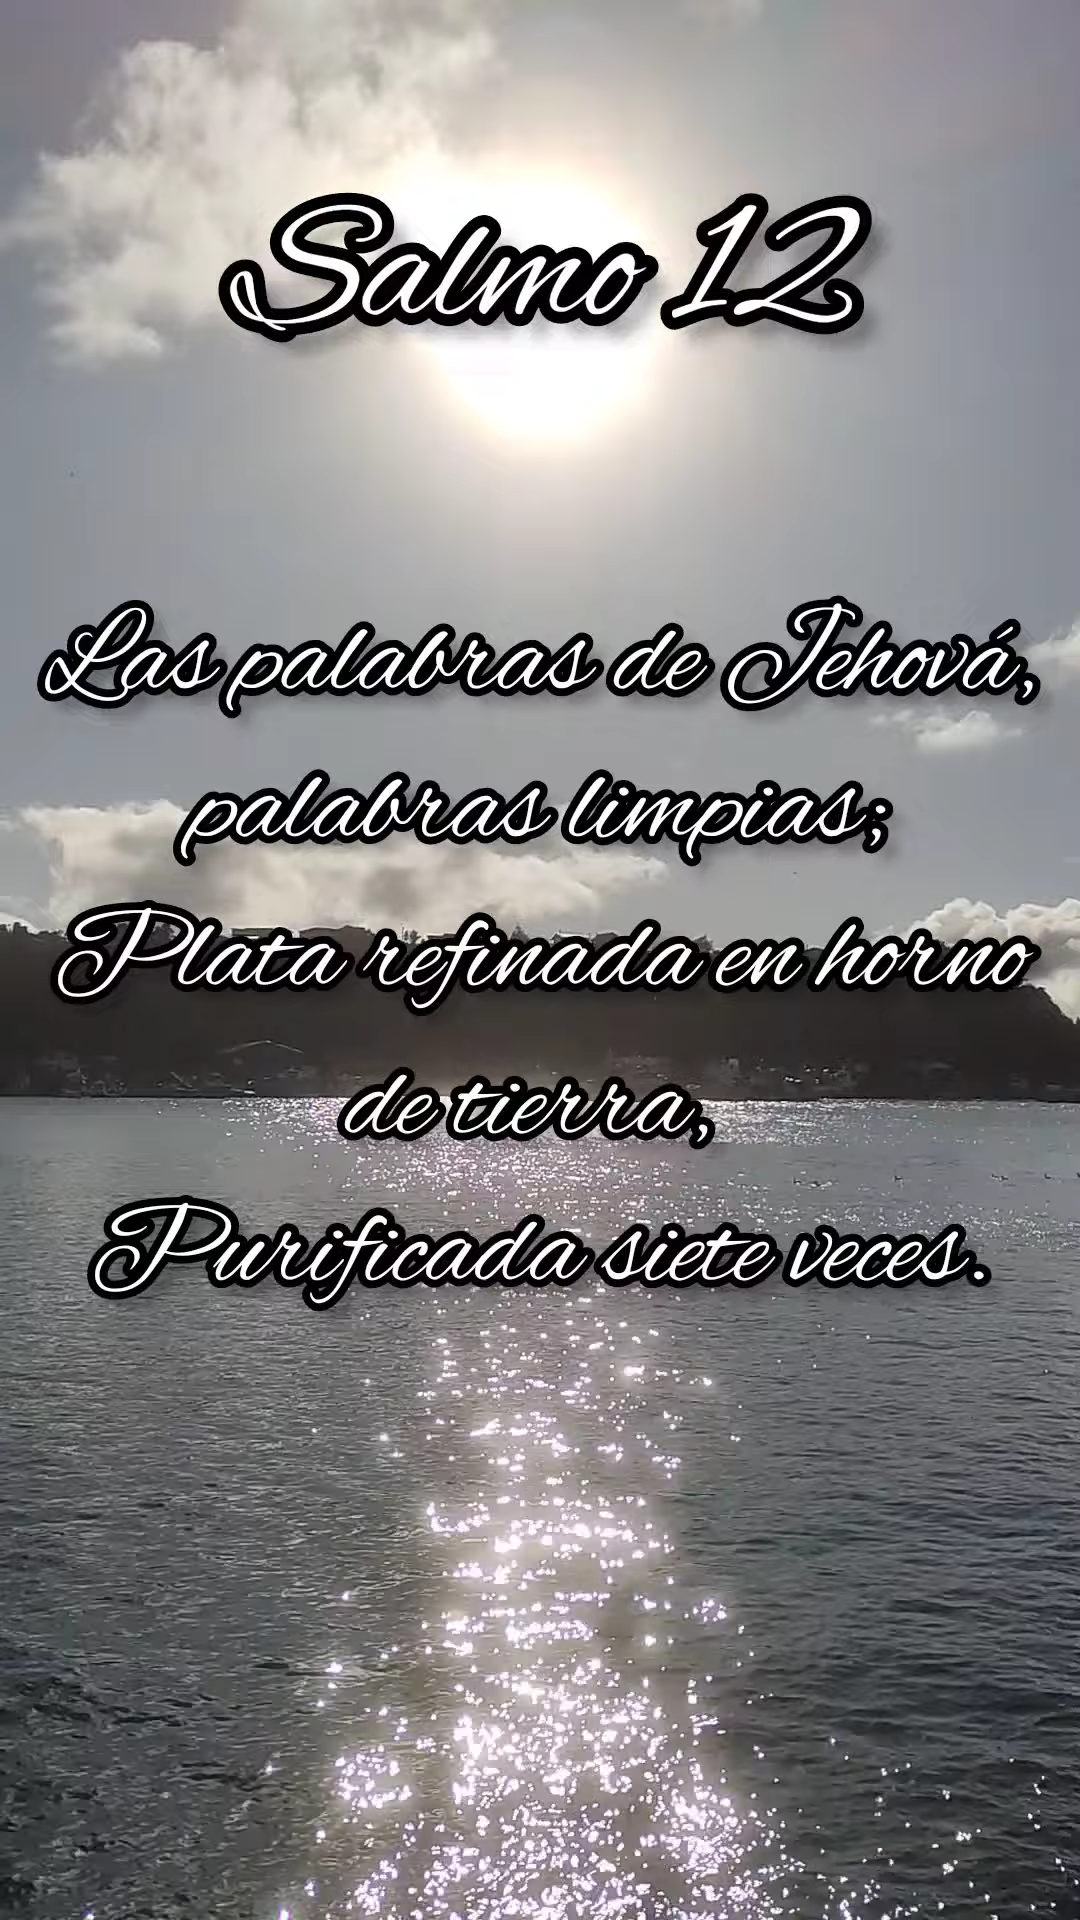 Salmo 12
Las palabras de Jehová,
palabras limpias;
Plata refinada en horno
de tierra,
Purificada siete veces.